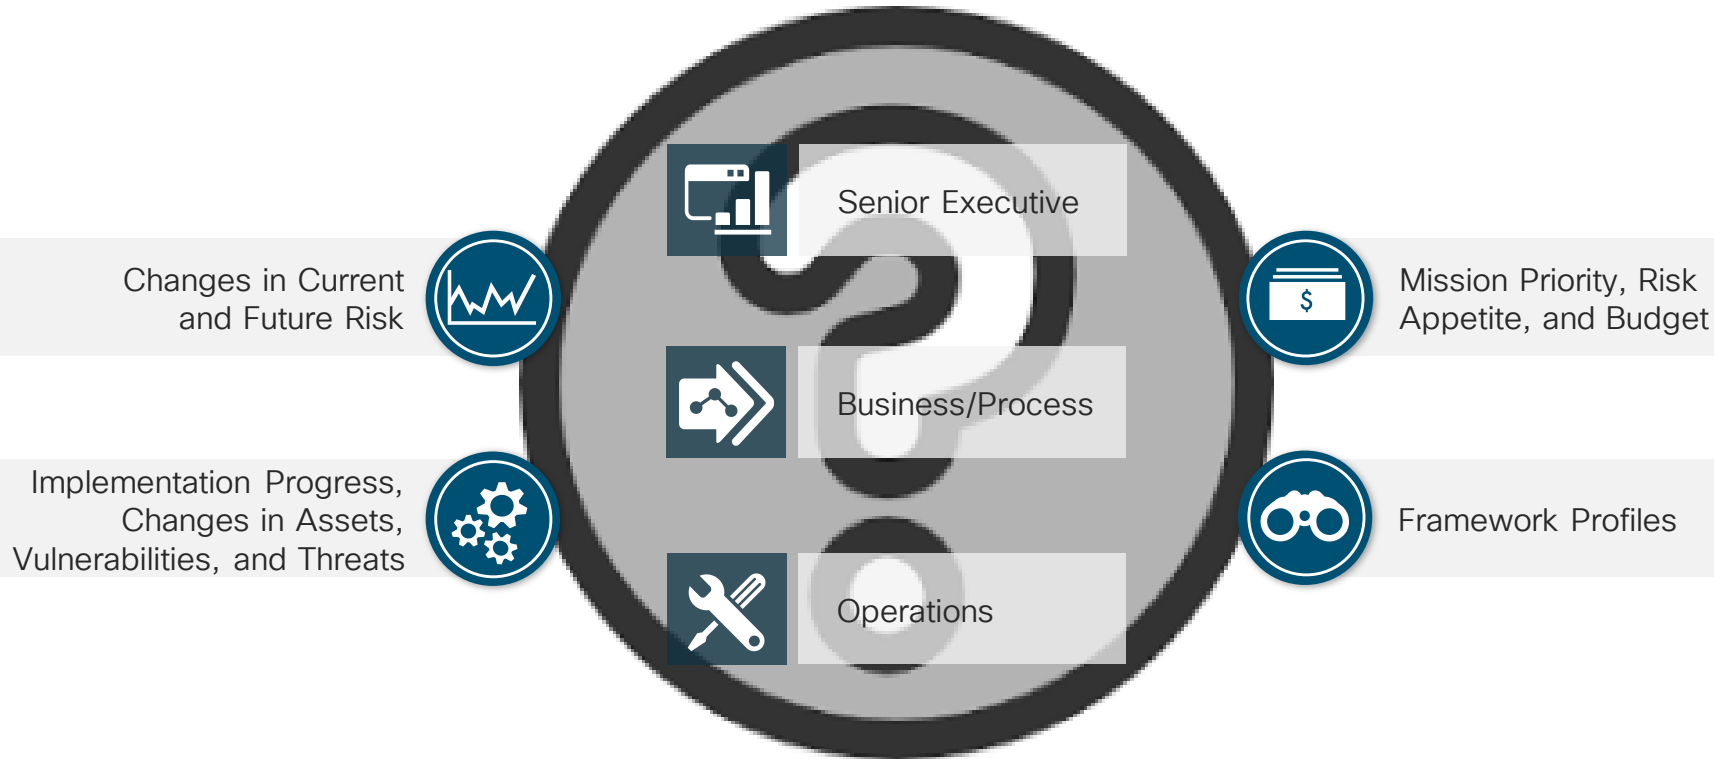 Senior Executive
Changes in Current
and Future Risk
$
Mission Priority, Risk
Appetite, and Budget
Business/Process
Implementation Progress,
Changes in Assets,
Vulnerabilities, and Threats
Framework Profiles
Operations